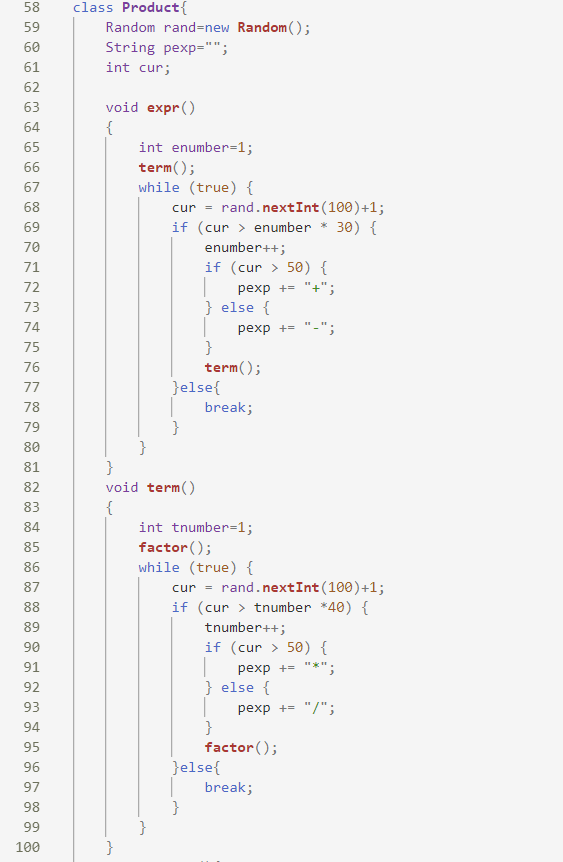 58 class Product{
59 Random rand=new Random();
60 String pexp="";
61 int cur;
62
63 void expr()
64 {
65 int enumber=1;
66 term();
67 while (true) {
68 cur = rand.nextInt(100)+1;
69 if (cur > enumber * 30) {
70 enumber++;
71 if (cur > 50) {
72 pexp += "+";
73 } else {
74 pexp += "-";
75 }
76 term();
77 }else{
78 break;
79 }
80 }
81 }
82 void term()
83 {
84 int tnumber=1;
85 factor();
86 while (true) {
87 cur = rand.nextInt(100)+1;
88 if (cur > tnumber *40) {
89 tnumber++;
90 if (cur > 50) {
91 pexp += "*";
92 } else {
93 pexp += "/";
94 }
95 factor();
96 }else{
97 break;
98 }
99 }
100 }